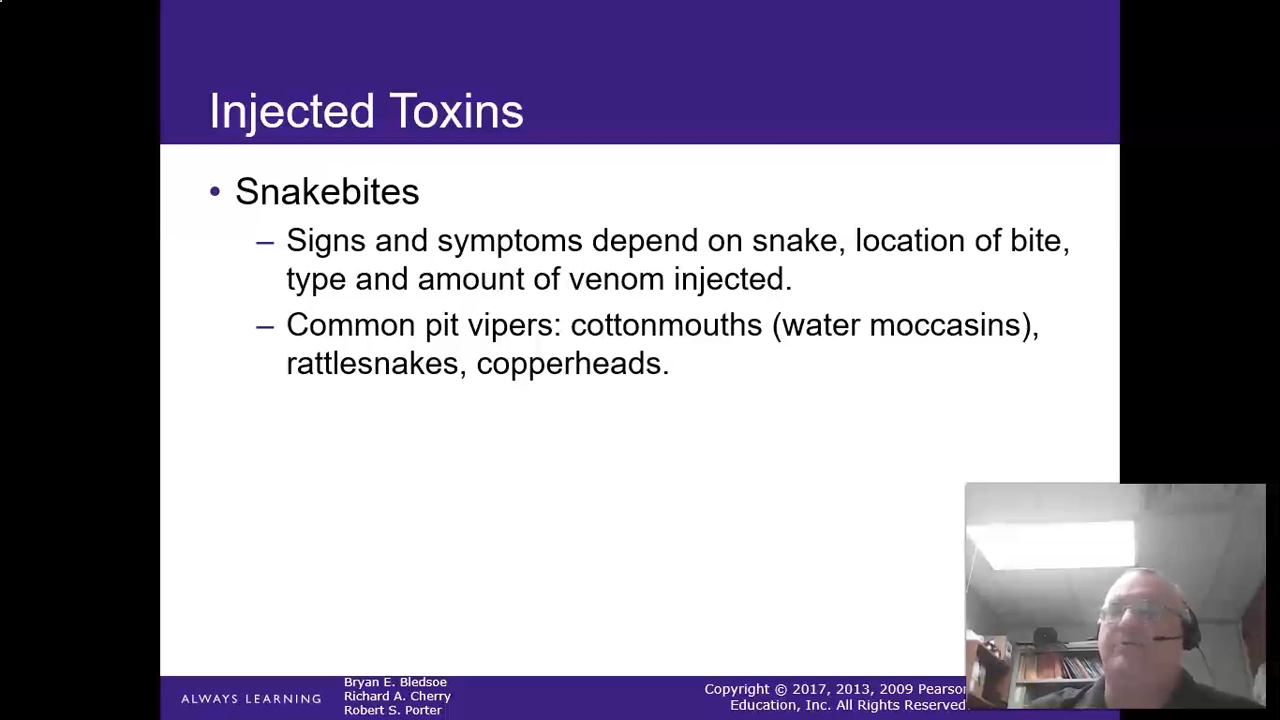 Injected Toxins
• Snakebites
– Signs and symptoms depend on snake, location of bite,
type and amount of venom injected.
– Common pit vipers: cottonmouths (water moccasins),
rattlesnakes, copperheads.
ALWAYS LEARNING
Bryan E. Bledsoe
Richard A. Cherry
Robert S. Porter
Copyright © 2017, 2013, 2009 Pearson
Education, Inc. All Rights Reserved